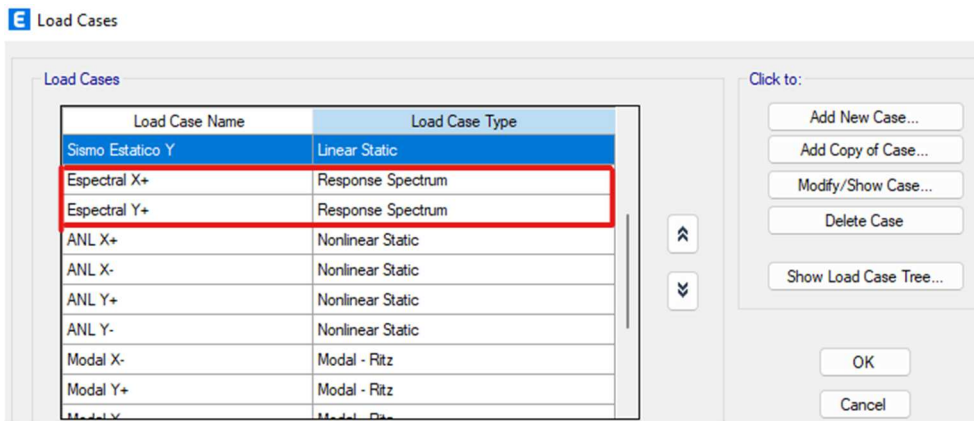 E Load Cases
Load Cases
Click to:
Load Case Name Load Case Type
Sismo Estatico Y Linear Static
Espectral X+ Response Spectrum
Espectral Y+ Response Spectrum
ANL X+ Nonlinear Static
ANL X- Nonlinear Static
ANL Y+ Nonlinear Static
ANL Y- Nonlinear Static
Modal X- Modal - Ritz
Modal Y+ Modal - Ritz
Add New Case...
Add Copy of Case...
Modify/Show Case...
Delete Case
Show Load Case Tree...
OK
Cancel